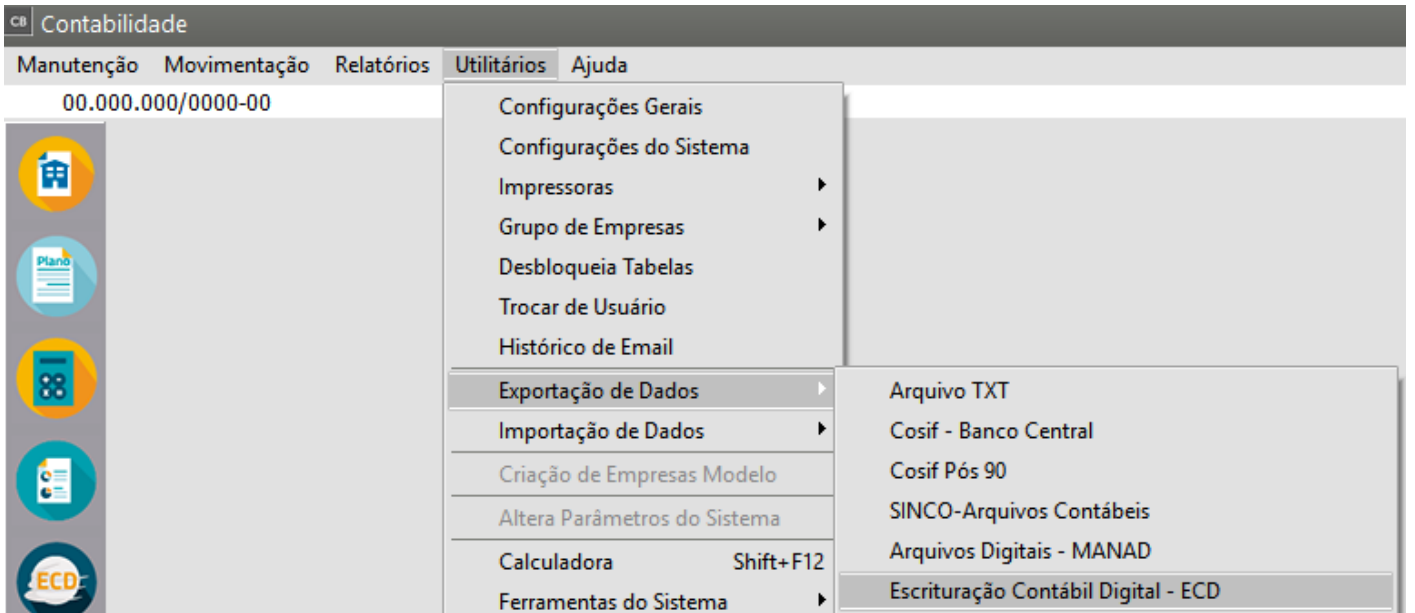 CB Contabilidade
Manutenção Movimentação Relatórios Utilitários Ajuda
00.000.000/0000-00
Configurações Gerais
Configurações do Sistema
Impressoras
Grupo de Empresas
Desbloqueia Tabelas
Trocar de Usuário
Histórico de Email
Exportação de Dados
Importação de Dados
Criação de Empresas Modelo
Altera Parâmetros do Sistema
Calculadora Shift+F12
Ferramentas do Sistema
Arquivo TXT
Cosif - Banco Central
Cosif Pós 90
SINCO-Arquivos Contábeis
Arquivos Digitais - MANAD
Escrituração Contábil Digital - ECD
Plano
ECD